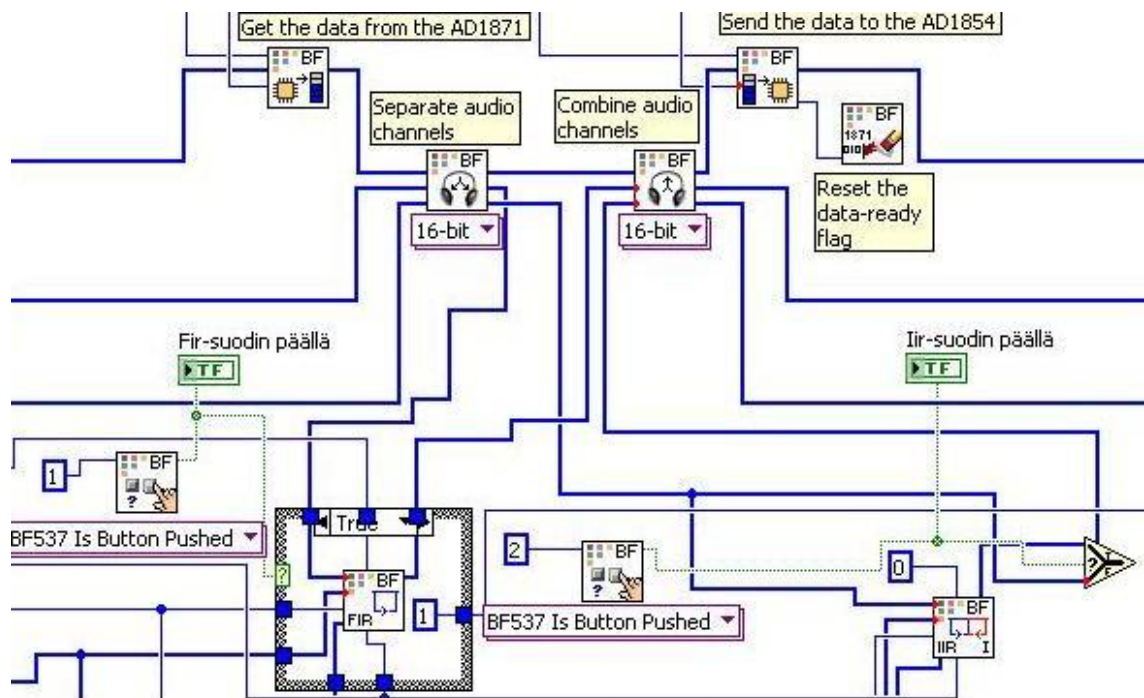 Get the data from the AD1871
Send the data to the AD1854
BF
BF
Separate audio
channels
Combine audio
channels
BF
1871
BF
BF
Reset the
data-ready
flag
16-bit
16-bit
Fir-suodin päällä
TF
Iir-suodin päällä
TF
1
BF
?
BF537 Is Button Pushed
True
?
BF
FIR
1
2
BF
?
BF537 Is Button Pushed
0
?
F
BF
IIR I